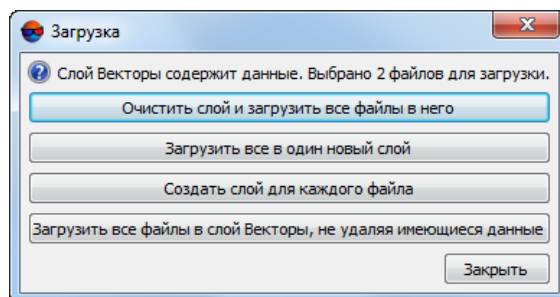 Загрузка
Слой Векторы содержит данные. Выбрано 2 файлов для загрузки.
Очистить слой и загрузить все файлы в него
Загрузить все в один новый слой
Создать слой для каждого файла
Загрузить все файлы в слой Векторы, не удаляя имеющиеся данные
Закрыть